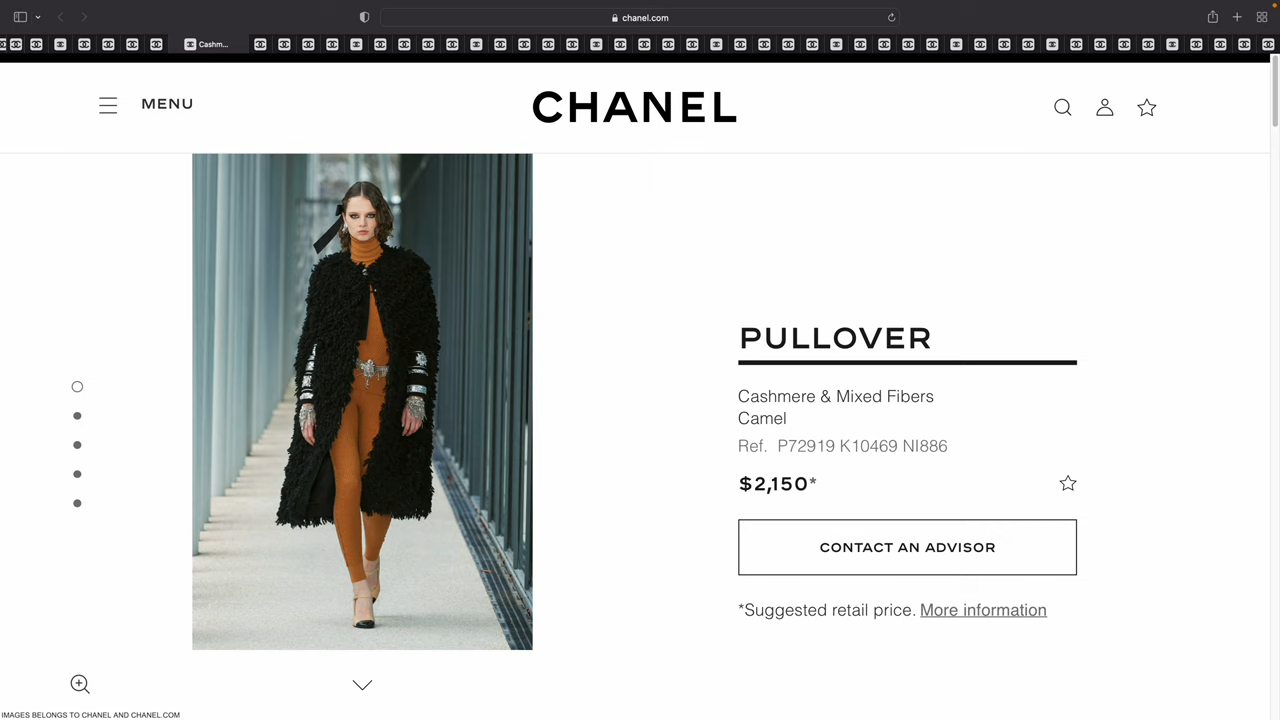 chanel.com
Cashm...
MENU
CHANEL
PULLOVER
Cashmere & Mixed Fibers
Camel
Ref. P72919 K10469 NI886
$2,150*
CONTACT AN ADVISOR
*Suggested retail price. More information
IMAGES BELONGS TO CHANEL AND CHANEL.COM